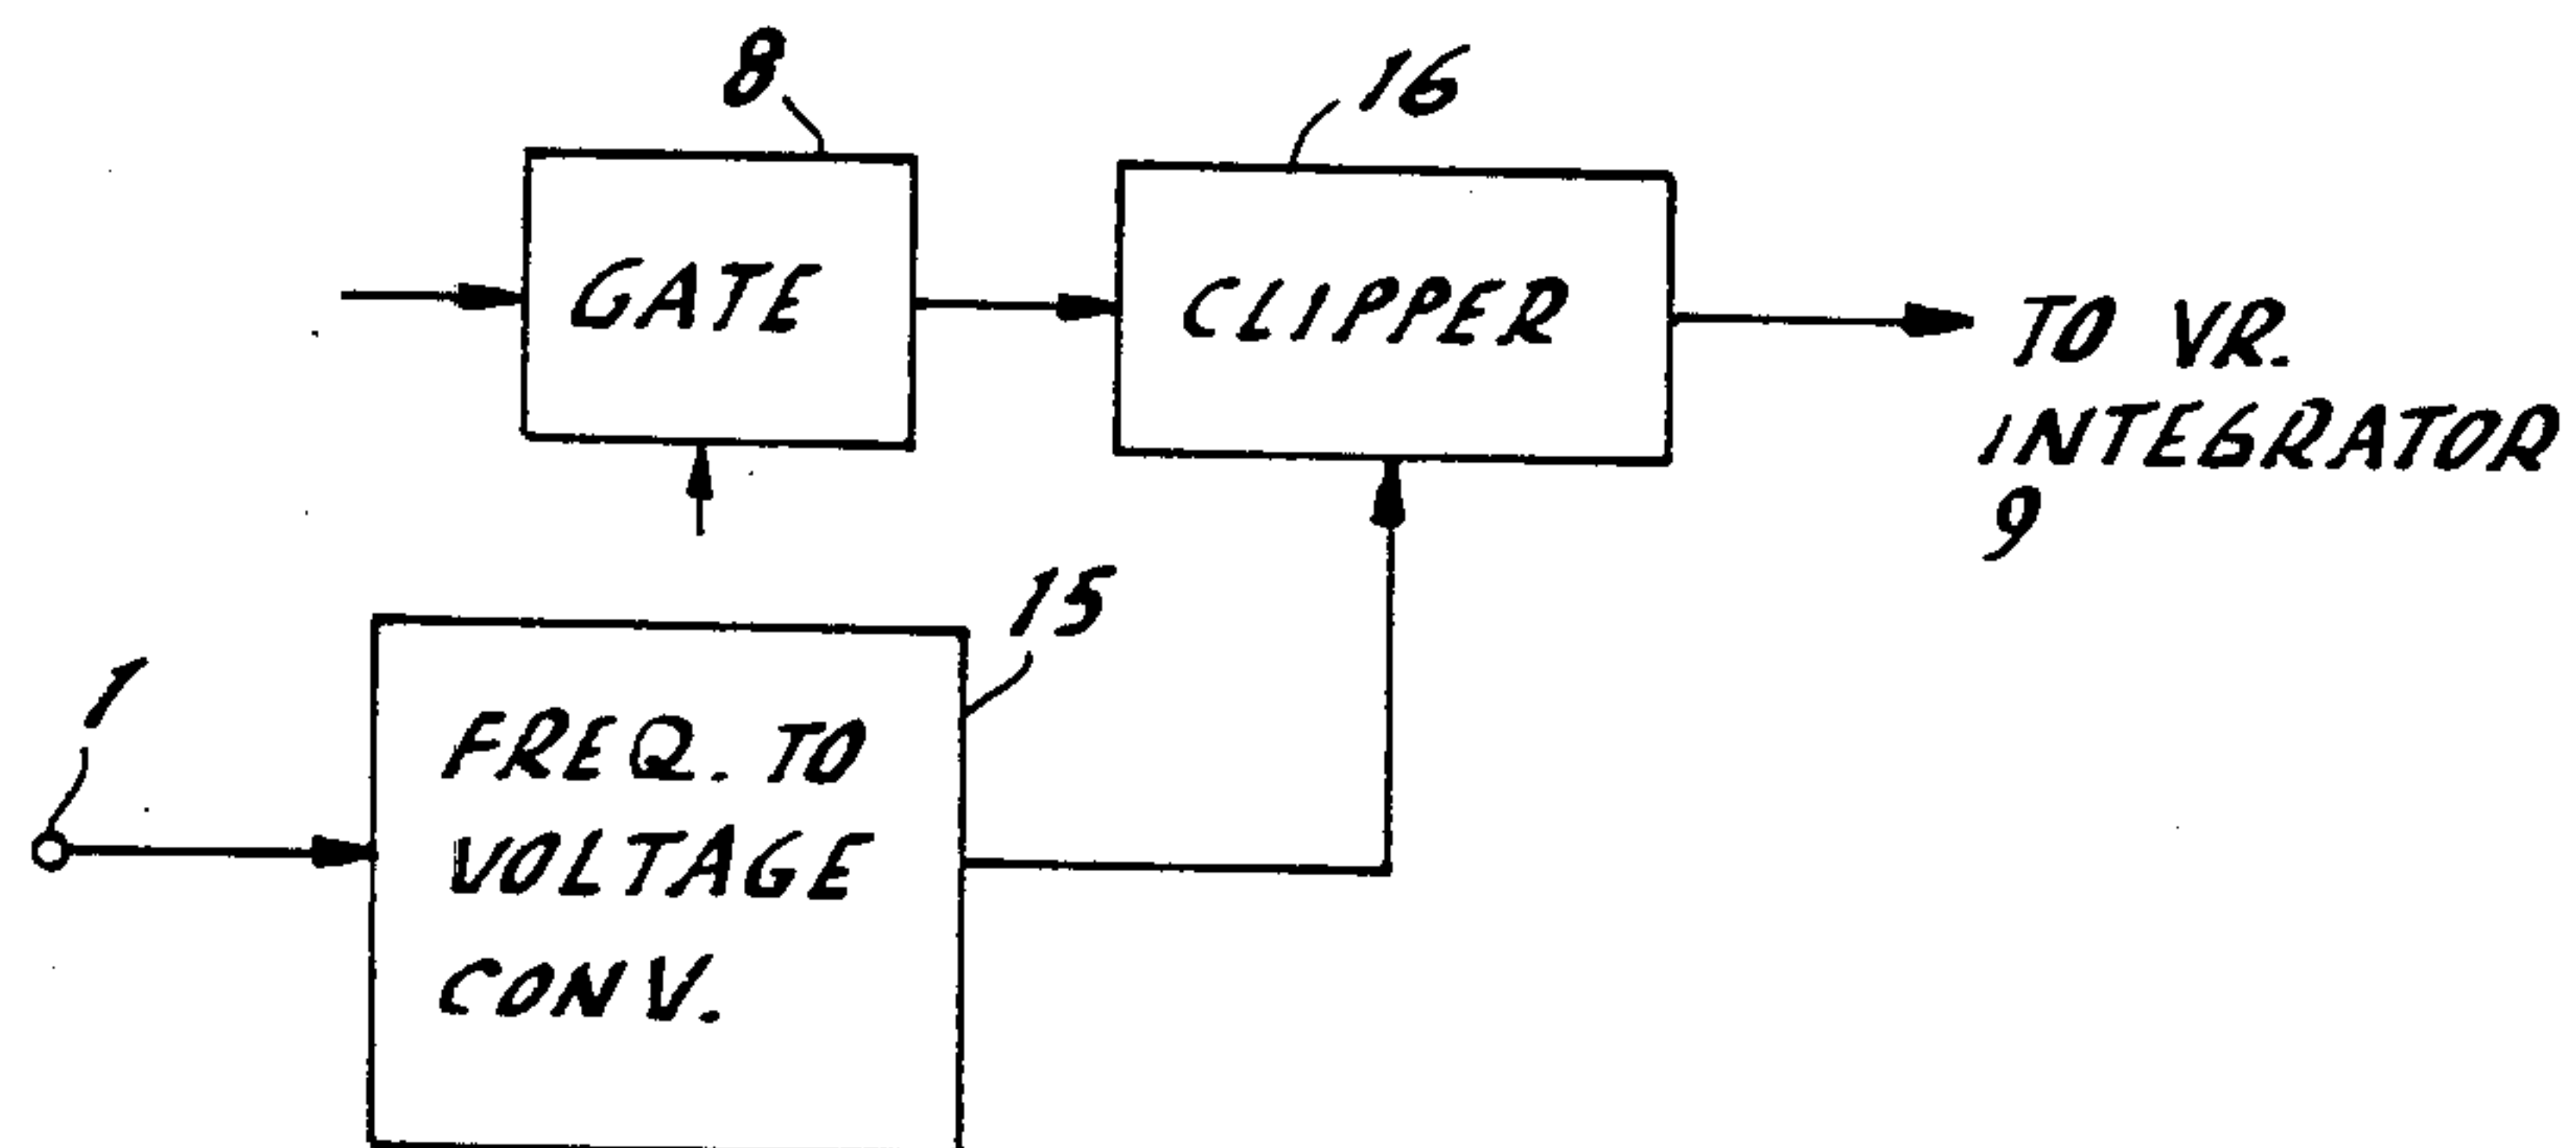 8
16
GATE
CLIPPER
TO VR.
INTEGRATOR
9
15
1
FREQ. TO
VOLTAGE
CONV.